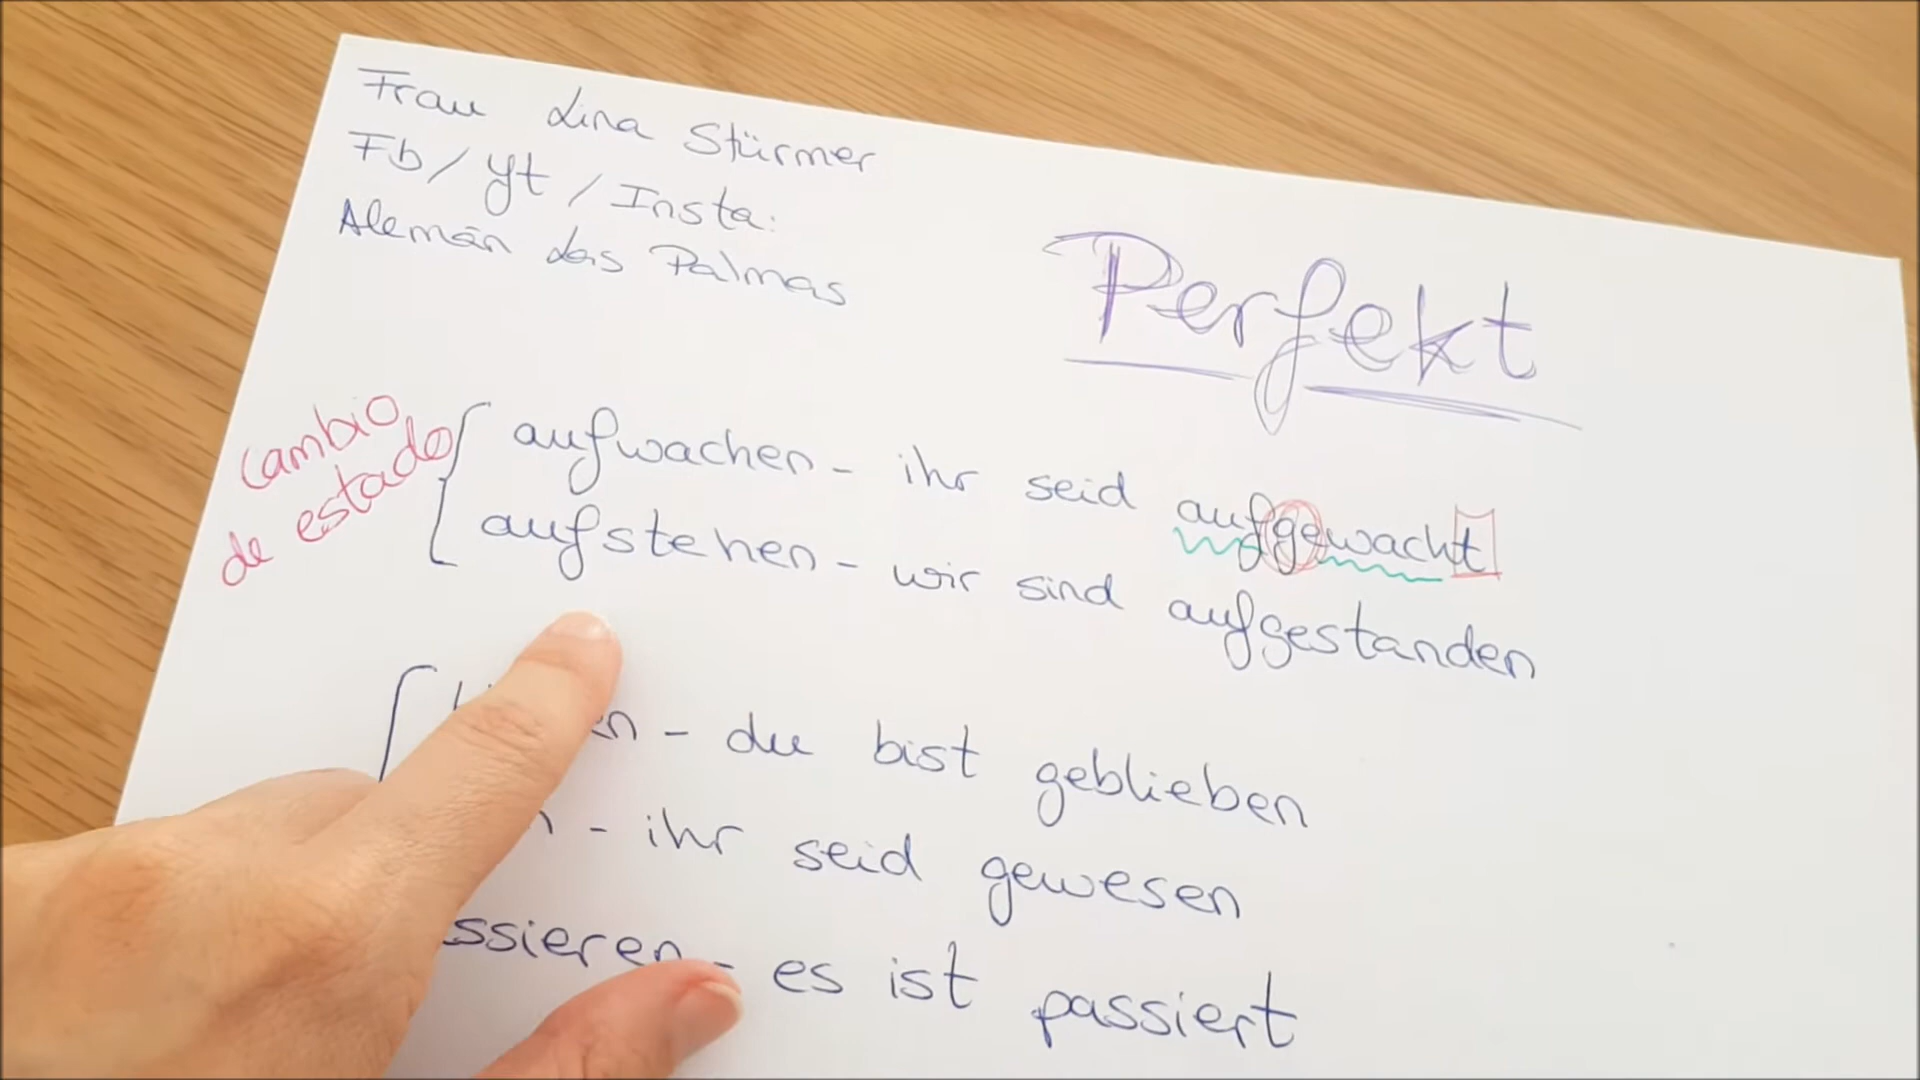 Frau Lina Stürmer
Fb/yt/Insta:
Alemán Las Palmas
Perfekt
cambio
de estado
aufwachen - ihr seid aufgewacht
aufstehen - wir sind aufgestanden
- du bist geblieben
- ihr seid gewesen
- es ist passiert